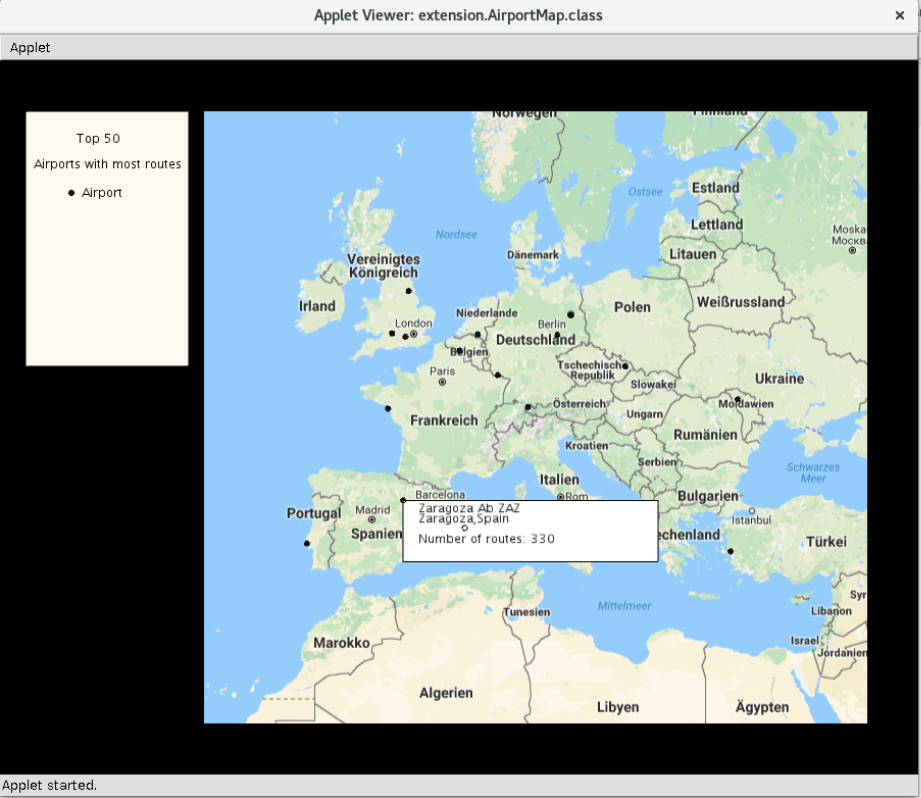 Applet Viewer: extension.AirportMap.class
×
Applet
Top 50
Airports with most routes
Airport
Norwegen
Finnland
Estland
Ostsee
Lettland
Moska
Москв
Nordsee
Dänemark
Litauen
Vereinigtes
Königreich
Irland
Niederlande
Polen
Weißrussland
London
Berlin
Deutschland
Belgien
Paris
Tschechische
Republik
Slowakei
Ukraine
Österreich
Moldawien
Frankreich
Ungarn
Rumänien
Kroatien
Serbien
Schwarzes
Meer
Italien
Barcelona
Rom
Bulgarien
Portugal
Madrid
Spanien
Zaragoza Ab ZAZ
Zaragoza,Spain
Number of routes: 330
Istanbul
echenland
Türkei
Tunesien
Mittelmeer
Syr
Libanon
Marokko
Israel
Jordanien
Algerien
Libyen
Ägypten
Applet started.